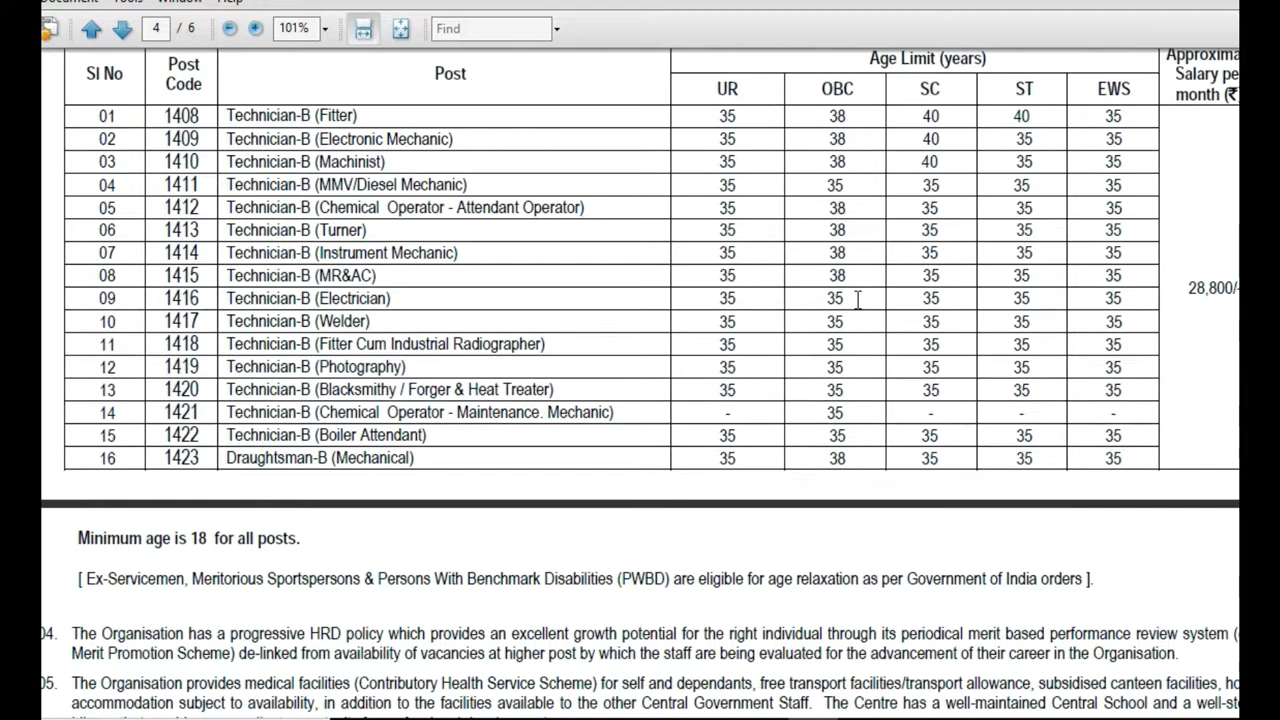 Tools
4 / 6 101% Find
Sl No Post Code Post Age Limit (years) Salary month (₹)
UR OBC SC ST EWS
01 1408 Technician-B (Fitter) 35 38 40 40 35
02 1409 Technician-B (Electronic Mechanic) 35 38 40 35 35
03 1410 Technician-B (Machinist) 35 38 40 35 35
04 1411 Technician-B (MMV/Diesel Mechanic) 35 35 35 35 35
05 1412 Technician-B (Chemical Operator - Attendant Operator) 35 38 35 35 35
06 1413 Technician-B (Turner) 35 38 35 35 35
07 1414 Technician-B (Instrument Mechanic) 35 38 35 35 35
08 1415 Technician-B (MR&AC) 35 38 35 35 35
28,800/-
09 1416 Technician-B (Electrician) 35 35 35 35 35
10 1417 Technician-B (Welder) 35 35 35 35 35
11 1418 Technician-B (Fitter Cum Industrial Radiographer) 35 35 35 35 35
12 1419 Technician-B (Photography) 35 35 35 35 35
13 1420 Technician-B (Blacksmithy / Forger & Heat Treater) 35 35 35 35 35
14 1421 Technician-B (Chemical Operator - Maintenance. Mechanic) - 35 - - -
15 1422 Technician-B (Boiler Attendant) 35 35 35 35 35
16 1423 Draughtsman-B (Mechanical) 35 38 35 35 35
Minimum age is 18 for all posts.
[ Ex-Servicemen, Meritorious Sportspersons & Persons With Benchmark Disabilities (PWBD) are eligible for age relaxation as per Government of India orders ].
04. The Organisation has a progressive HRD policy which provides an excellent growth potential for the right individual through its periodical merit based performance review system
Merit Promotion Scheme) de-linked from availability of vacancies at higher post by which the staff are being evaluated for the advancement of their career in the Organisation.
05. The Organisation provides medical facilities (Contributory Health Service Scheme) for self and dependants, free transport facilities/transport allowance, subsidised canteen facilities,
accommodation subject to availability, in addition to the facilities available to the other Central Government Staff. The Centre has a well-maintained Central School and a